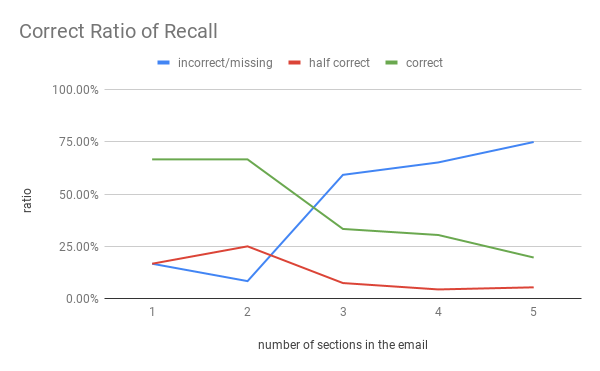 Correct Ratio of Recall
incorrect/missing half correct correct
100.00%
75.00%
50.00%
25.00%
0.00%
ratio
1 2 3 4 5
number of sections in the email